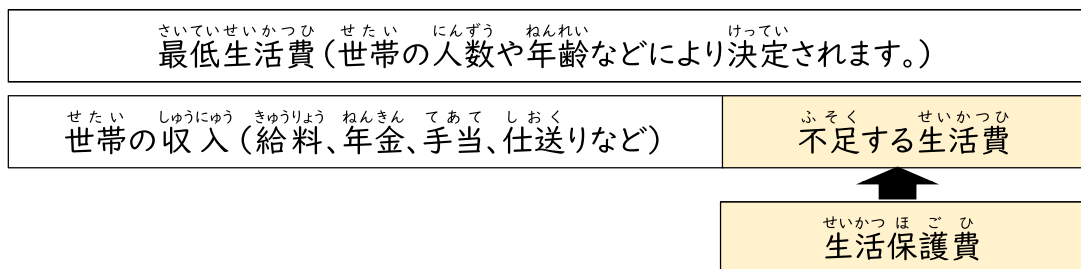 さいていせいかつひ せたい にんずう ねんれい けってい
最低生活費（世帯の人数や年齢などにより決定されます。）
せたい しゅうにゅう きゅうりょう ねんきん てあて しおく
世帯の収入（給料、年金、手当、仕送りなど）
ふそく せいかつひ
不足する生活費
せいかつほごひ
生活保護費